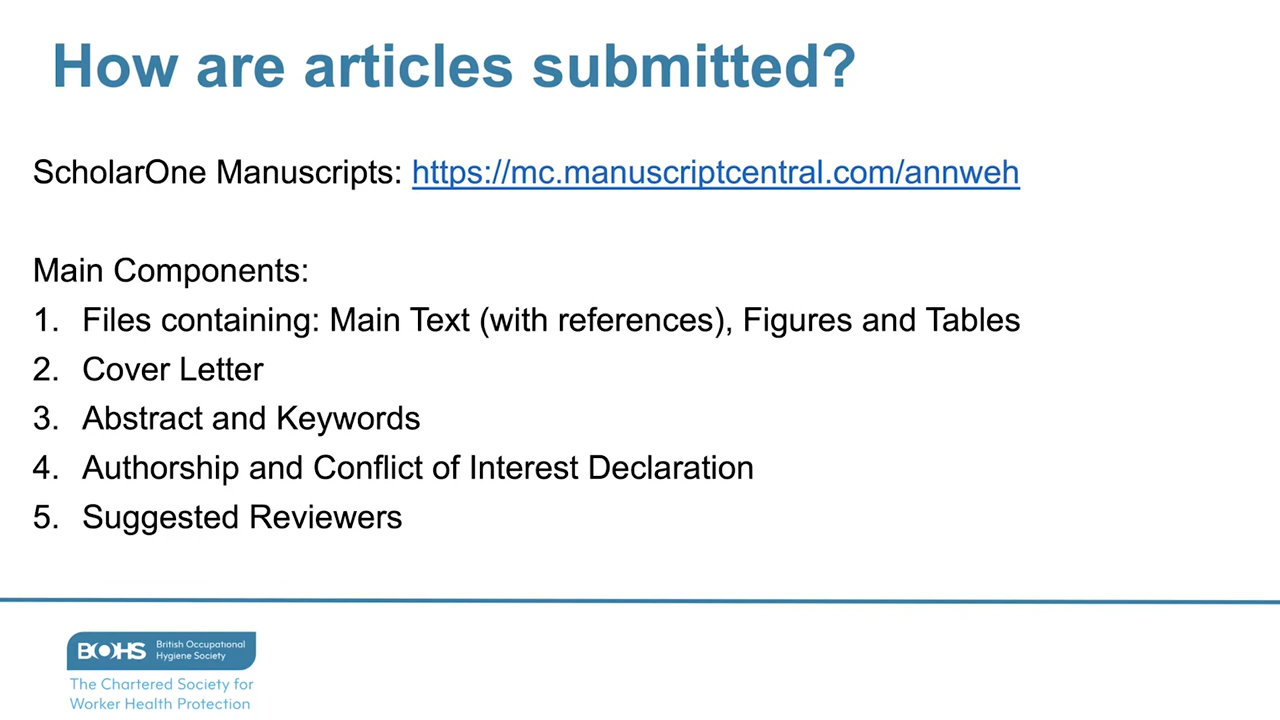 How are articles submitted?
ScholarOne Manuscripts: https://mc.manuscriptcentral.com/annweh
Main Components:
1. Files containing: Main Text (with references), Figures and Tables
2. Cover Letter
3. Abstract and Keywords
4. Authorship and Conflict of Interest Declaration
5. Suggested Reviewers
BOHS
British Occupational
Hygiene Society
The Chartered Society for
Worker Health Protection